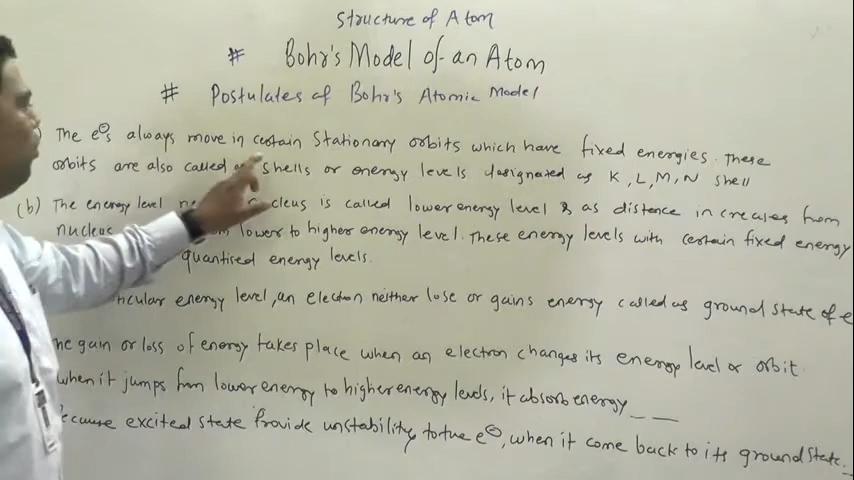 Structure of Atom
# Bohr's Model of an Atom
# Postulates of Bohr's Atomic Model
) The e⊖s always move in certain Stationary orbits which have fixed energies. These
orbits are also called as shells or energy levels designated as K, L, M, N shell
(b) The energy level nucleus is called lower energy level & as distance increases from
nucleus lower to higher energy level. These energy levels with certain fixed energy
quantised energy levels.
ticular energy level, an electron neither lose or gains energy called as ground state of e
he gain or loss of energy takes place when an electron changes its energy level or orbit.
when it jumps from lower energy to higher energy levels, it absorb energy _ _
ecause excited state Provide unstability to the e⊖, when it come back to its ground state. _